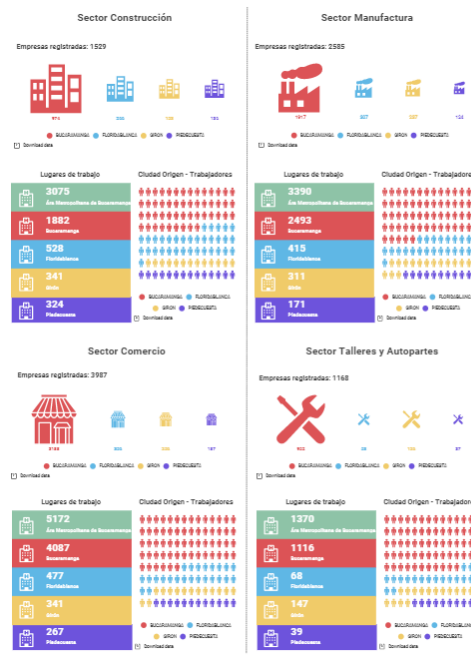 Sector Construcción
Empresas registradas: 1529
BUCARAMANGA FLORIDABLANCA GIRON PIEDECUESTA
Download data
Lugares de trabajo
Ciudad Origen - Trabajadores
3075
Área Metropolitana de Bucaramanga
1882
Bucaramanga
528
Floridablanca
341
Girón
324
Piedecuesta
BUCARAMANGA FLORIDABLANCA
GIRON PIEDECUESTA
Download data
Sector Manufactura
Empresas registradas: 2585
BUCARAMANGA FLORIDABLANCA GIRON PIEDECUESTA
Download data
Lugares de trabajo
Ciudad Origen - Trabajadores
3390
Área Metropolitana de Bucaramanga
2493
Bucaramanga
415
Floridablanca
311
Girón
171
Piedecuesta
BUCARAMANGA
GIRON PIEDECUESTA
Download data
Sector Comercio
Empresas registradas: 3987
BUCARAMANGA FLORIDABLANCA GIRON PIEDECUESTA
Download data
Lugares de trabajo
Ciudad Origen - Trabajadores
5172
Área Metropolitana de Bucaramanga
4087
Bucaramanga
477
Floridablanca
341
Girón
267
Piedecuesta
BUCARAMANGA FLORIDABLANCA
GIRON PIEDECUESTA
Download data
Sector Talleres y Autopartes
Empresas registradas: 1168
BUCARAMANGA FLORIDABLANCA GIRON PIEDECUESTA
Download data
Lugares de trabajo
Ciudad Origen - Trabajadore
1370
Área Metropolitana de Bucaramanga
1116
Bucaramanga
68
Floridablanca
147
Girón
39
Piedecuesta
BUCARAMANGA
GIRON PIEDECUESTA
Download data